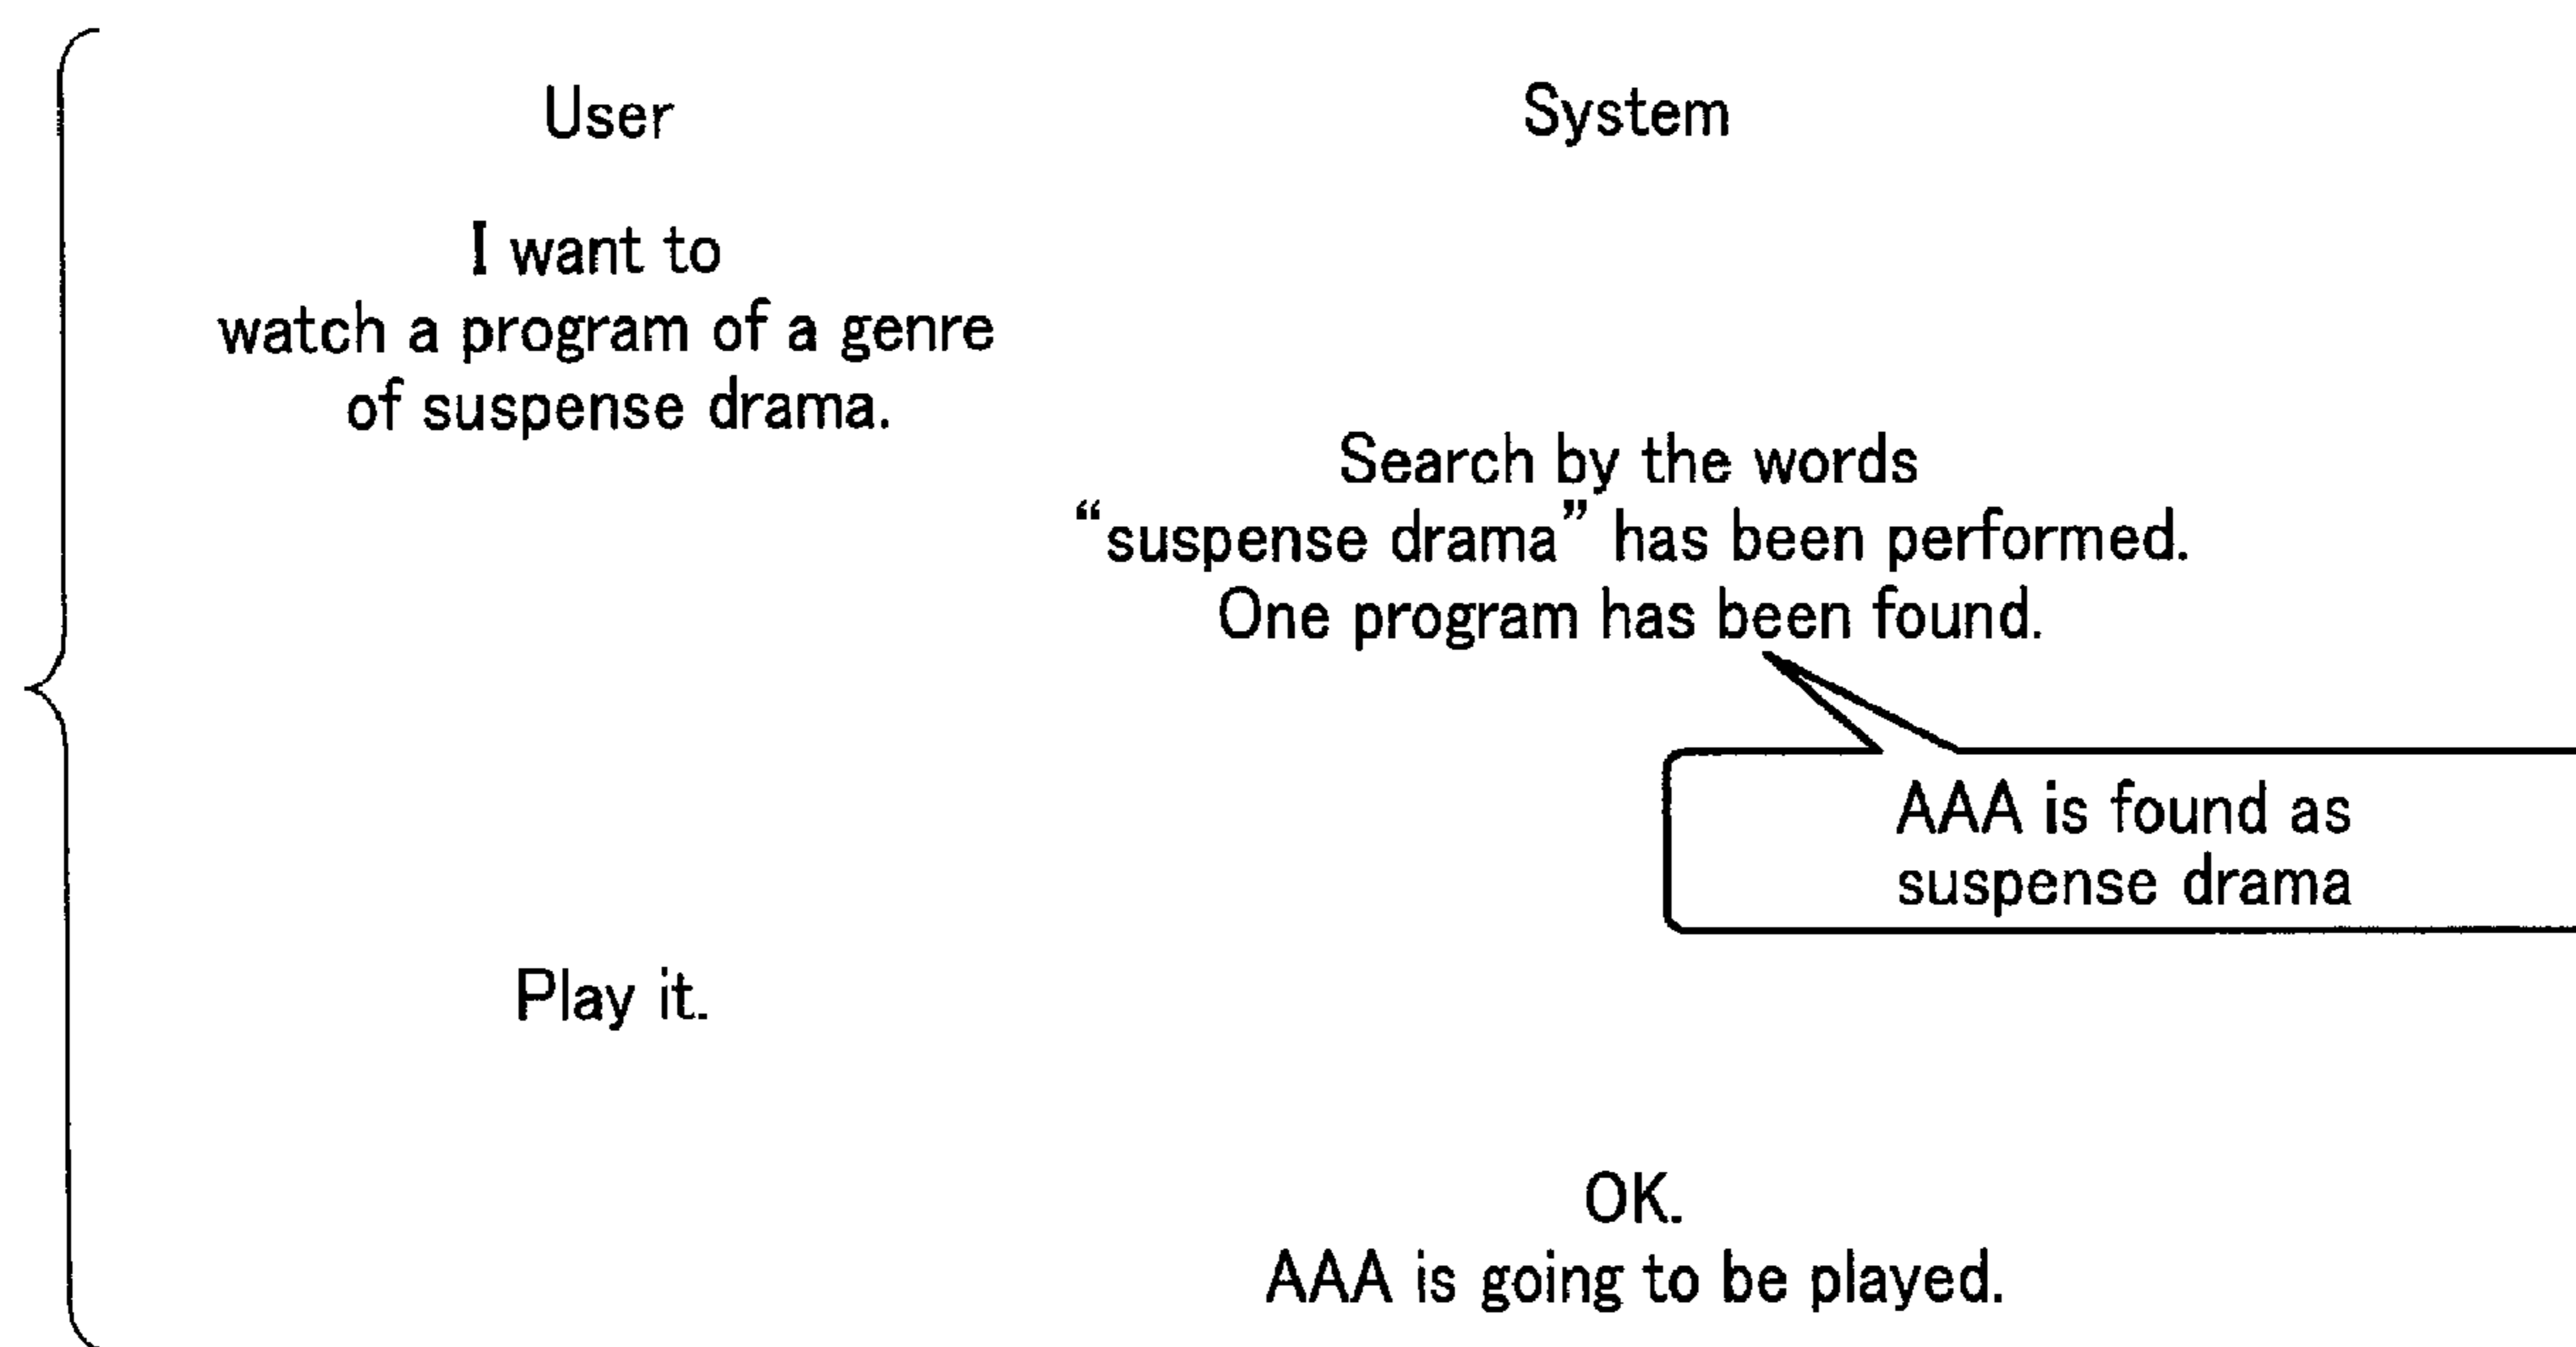 User
System
I want to
watch a program of a genre
of suspense drama.
Search by the words
“suspense drama” has been performed.
One program has been found.
AAA is found as
suspense drama
Play it.
OK.
AAA is going to be played.